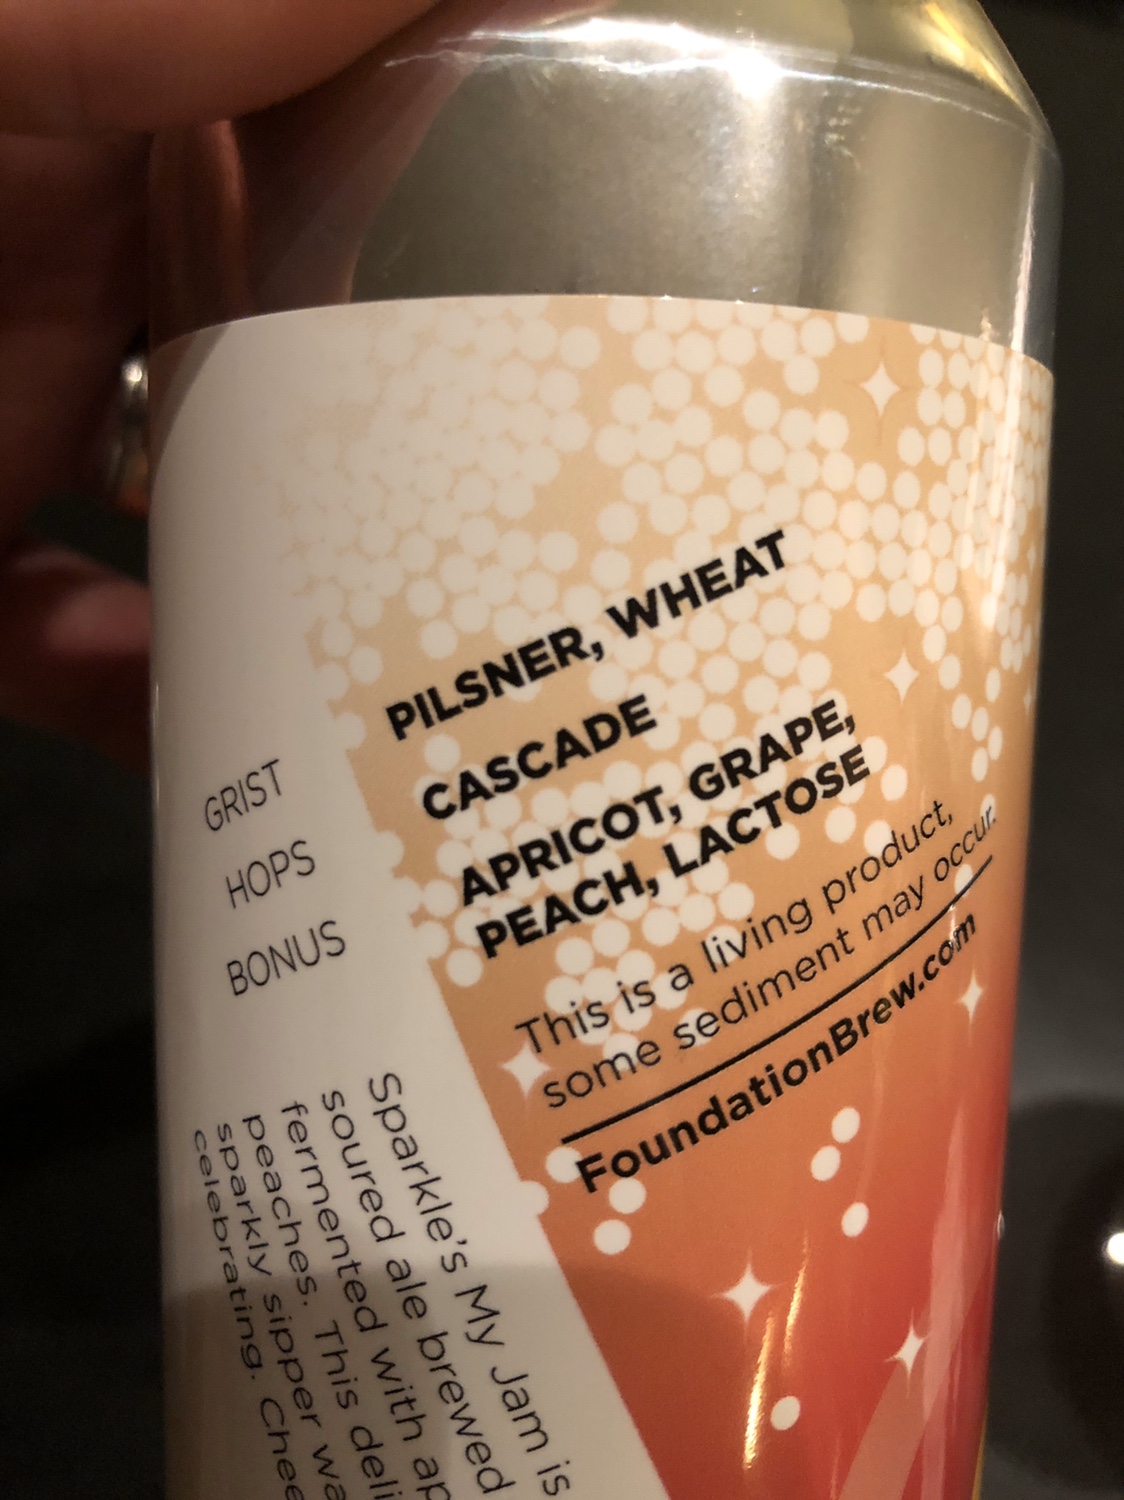 GRIST PILSNER, WHEAT
HOPS CASCADE
BONUS APRICOT, GRAPE,
PEACH, LACTOSE
This is a living product,
some sediment may occur.
FoundationBrew.com
Sparkle's My Jam is
soured ale brewed
fermented with
peaches. This
sparkly sipper
celebrating.